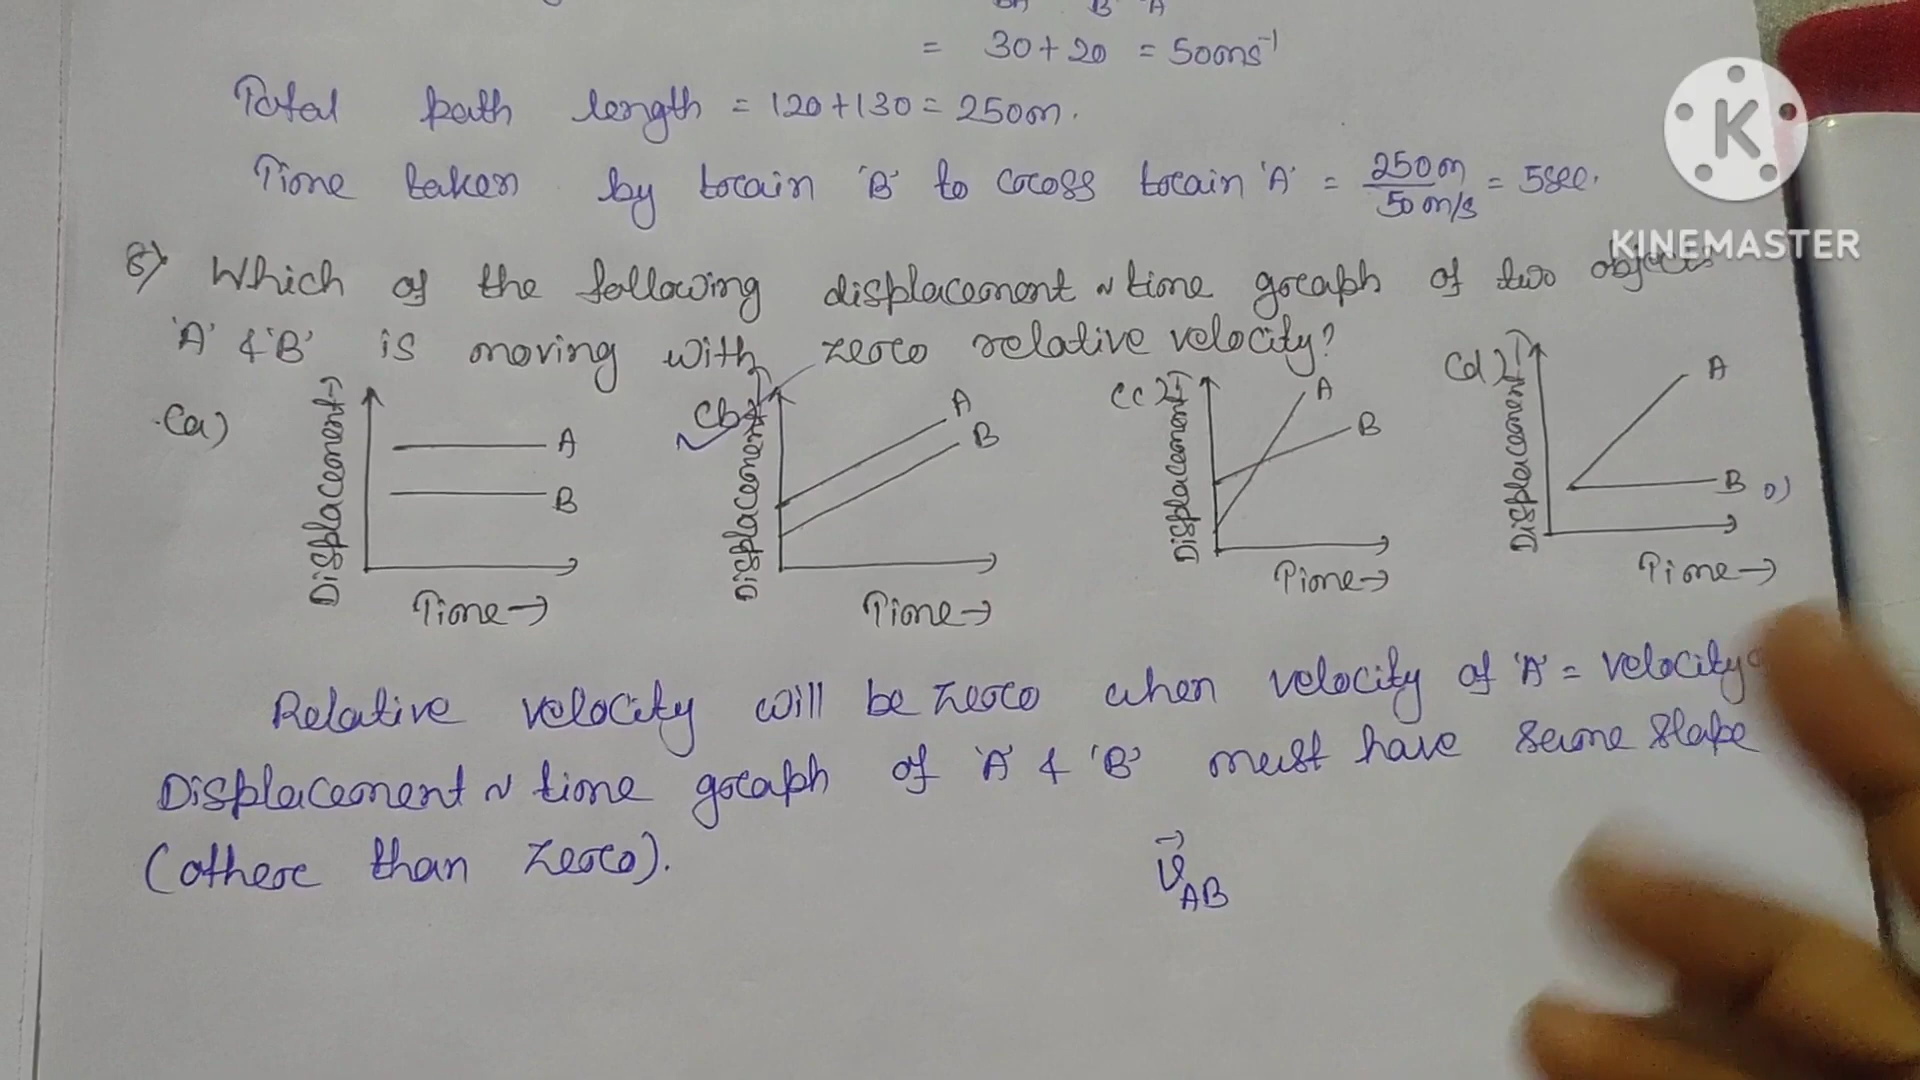 = 30+20 = 50ms⁻¹
Total path length = 120+130 = 250m.
Time taken by train 'B' to cross train 'A' = 250m / 50m/s = 5sec.
K
KINEMASTER
8) Which of the following displacement ~ time graph of two objects
'A' & 'B' is moving with zero relative velocity?
(a) Displacement→ A B Time→
(b) Displacement→ A B Time→
(c) Displacement→ A B Time→
(d) Displacement→ A B Time→
Relative velocity will be zero when velocity of 'A' = velocity
Displacement ~ time graph of 'A' & 'B' must have same slope
(other than zero).
v⃗AB